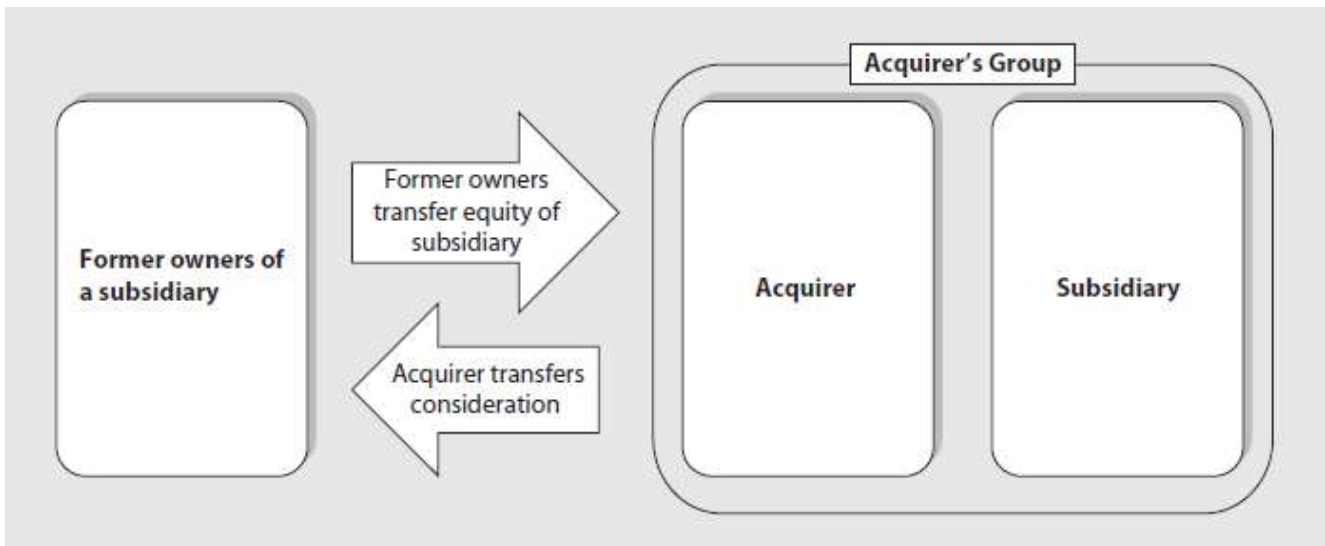 Acquirer's Group
Former owners of
a subsidiary
Former owners
transfer equity of
subsidiary
Acquirer transfers
consideration
Acquirer
Subsidiary